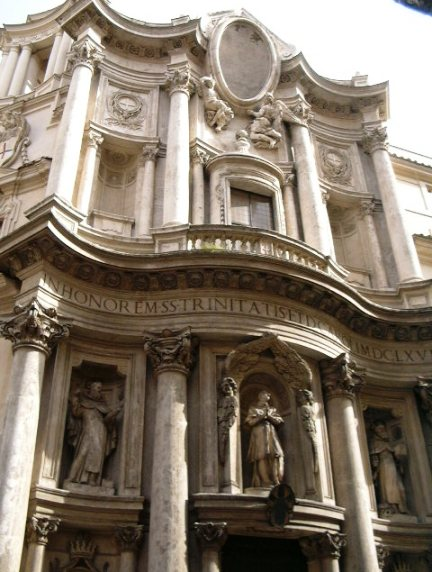 IN HONOREM SS TRINITATIS ET D C MDCLXV